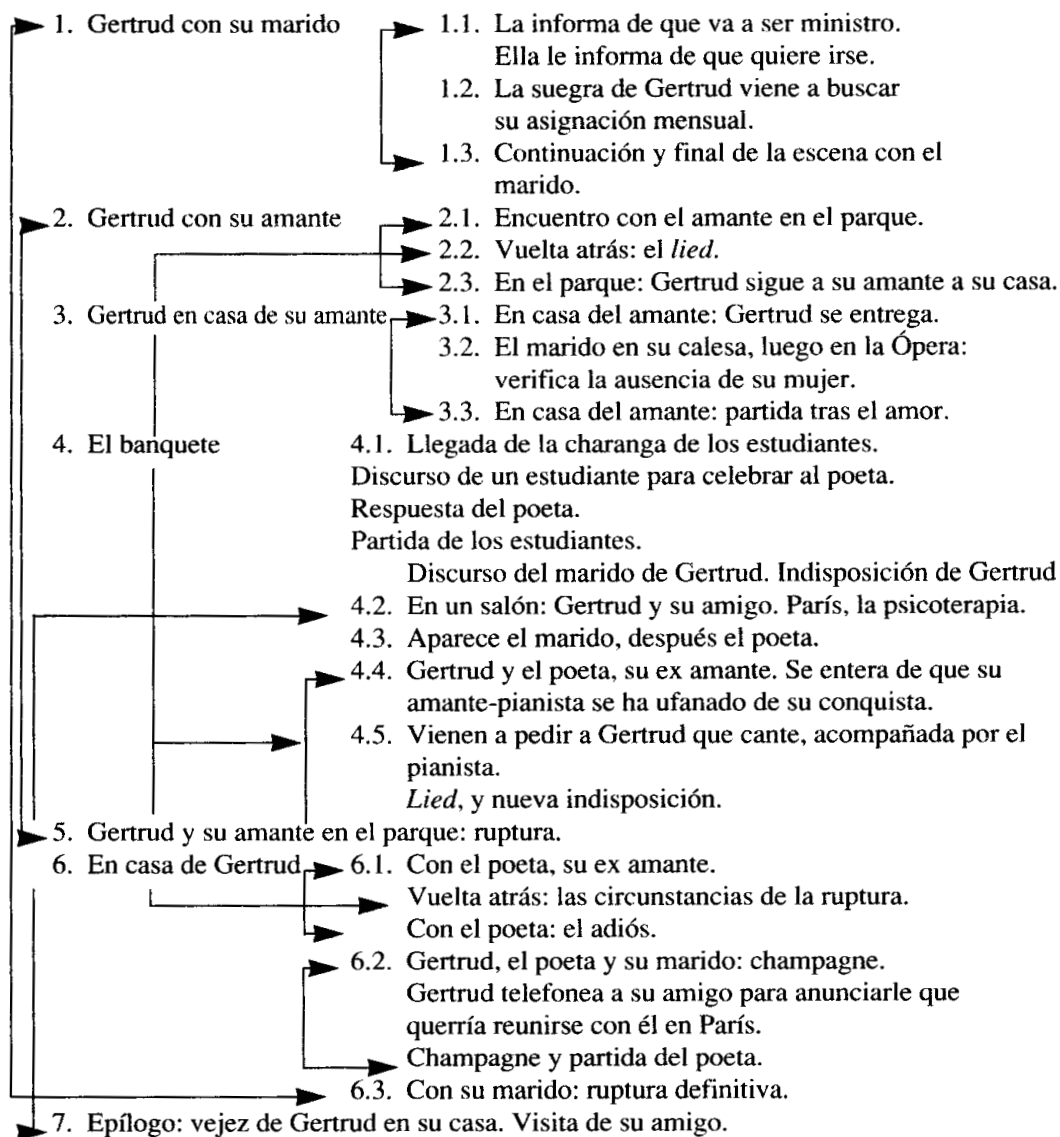 1. Gertrud con su marido
1.1. La informa de que va a ser ministro.
Ella le informa de que quiere irse.
1.2. La suegra de Gertrud viene a buscar
su asignación mensual.
1.3. Continuación y final de la escena con el
marido.
2. Gertrud con su amante
2.1. Encuentro con el amante en el parque.
2.2. Vuelta atrás: el lied.
2.3. En el parque: Gertrud sigue a su amante a su casa.
3. Gertrud en casa de su amante
3.1. En casa del amante: Gertrud se entrega.
3.2. El marido en su calesa, luego en la Ópera:
verifica la ausencia de su mujer.
3.3. En casa del amante: partida tras el amor.
4. El banquete
4.1. Llegada de la charanga de los estudiantes.
Discurso de un estudiante para celebrar al poeta.
Respuesta del poeta.
Partida de los estudiantes.
Discurso del marido de Gertrud. Indisposición de Gertrud
4.2. En un salón: Gertrud y su amigo. París, la psicoterapia.
4.3. Aparece el marido, después el poeta.
4.4. Gertrud y el poeta, su ex amante. Se entera de que su
amante-pianista se ha ufanado de su conquista.
4.5. Vienen a pedir a Gertrud que cante, acompañada por el
pianista.
Lied, y nueva indisposición.
5. Gertrud y su amante en el parque: ruptura.
6. En casa de Gertrud
6.1. Con el poeta, su ex amante.
Vuelta atrás: las circunstancias de la ruptura.
Con el poeta: el adiós.
6.2. Gertrud, el poeta y su marido: champagne.
Gertrud telefonea a su amigo para anunciarle que
querría reunirse con él en París.
Champagne y partida del poeta.
6.3. Con su marido: ruptura definitiva.
7. Epílogo: vejez de Gertrud en su casa. Visita de su amigo.